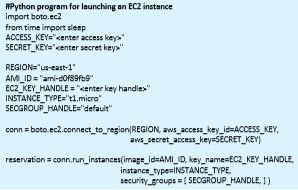 #Python program for launching an EC2 instance
import boto.ec2
from time import sleep
ACCESS_KEY="<enter access key>"
SECRET_KEY="<enter secret key>"
REGION="us-east-1"
AMI_ID = "ami-d0f89fb9"
EC2_KEY_HANDLE = "<enter key handle>"
INSTANCE_TYPE="t1.micro"
SECGROUP_HANDLE="default"
conn = boto.ec2.connect_to_region(REGION, aws_access_key_id=ACCESS_KEY,
aws_secret_access_key=SECRET_KEY)
reservation = conn.run_instances(image_id=AMI_ID, key_name=EC2_KEY_HANDLE,
instance_type=INSTANCE_TYPE,
security_groups = [ SECGROUP_HANDLE, ] )